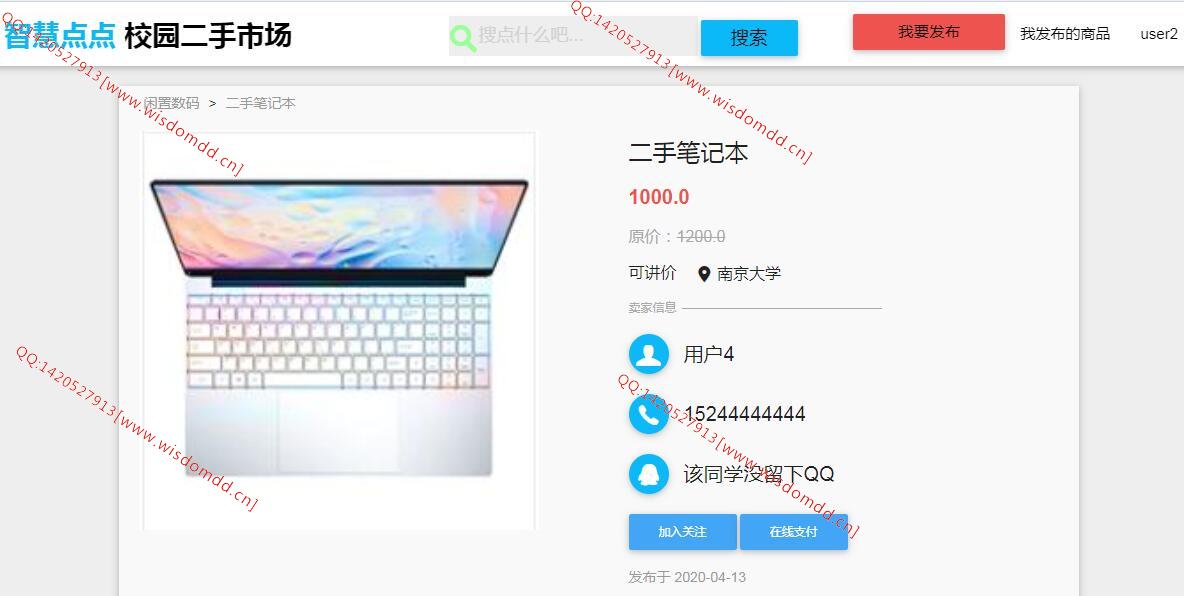 智慧点点 校园二手市场
搜点什么吧...
搜索
我要发布
我发布的商品
user2
闲置数码 > 二手笔记本
二手笔记本
1000.0
原价：1200.0
可讲价
南京大学
卖家信息
用户4
15244444444
该同学没留下QQ
加入关注
在线支付
发布于 2020-04-13
QQ:1420527913[www.wisdomdd.cn]
QQ:1420527913[www.wisdomdd.cn]
QQ:1420527913[www.wisdomdd.cn]
QQ:1420527913[www.wisdomdd.cn]